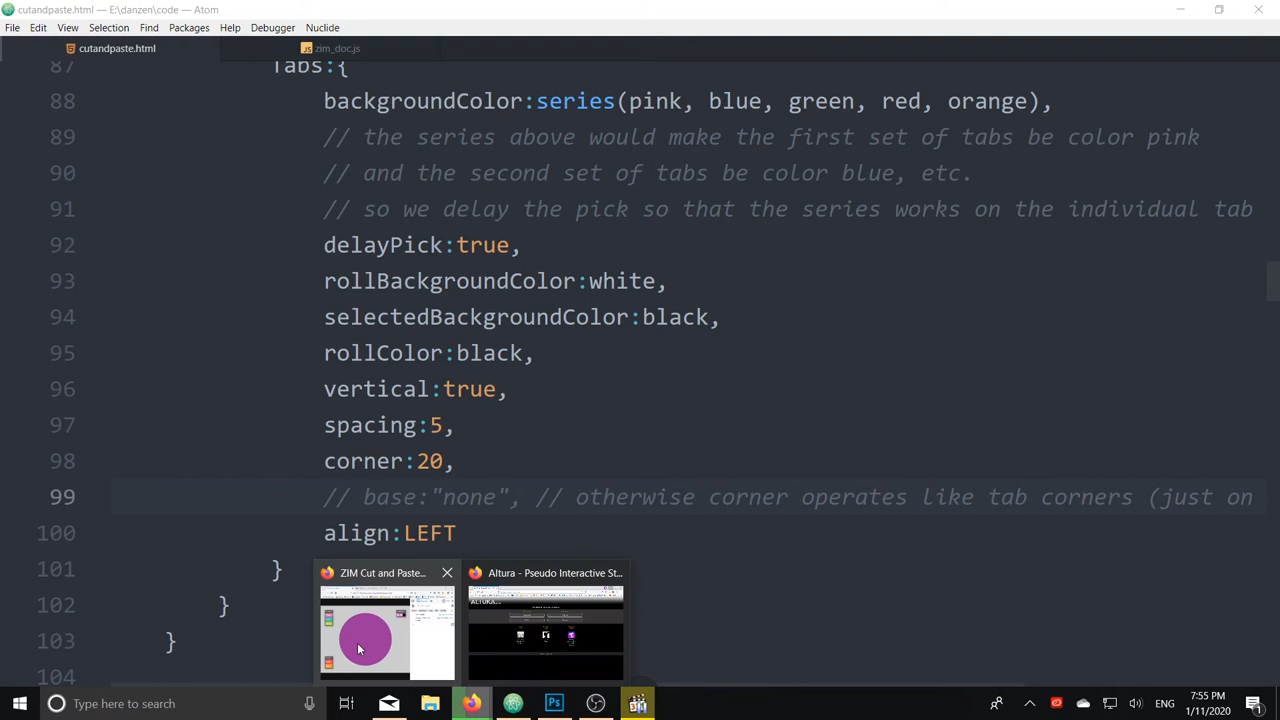 cutandpaste.html — E:\danzen\code — Atom
File Edit View Selection Find Packages Help Debugger Nuclide
cutandpaste.html zim_doc.js
87 Tabs:{
88 backgroundColor:series(pink, blue, green, red, orange),
89 // the series above would make the first set of tabs be color pink
90 // and the second set of tabs be color blue, etc.
91 // so we delay the pick so that the series works on the individual tab
92 delayPick:true,
93 rollBackgroundColor:white,
94 selectedBackgroundColor:black,
95 rollColor:black,
96 vertical:true,
97 spacing:5,
98 corner:20,
99 // base:"none", // otherwise corner operates like tab corners (just on
100 align:LEFT
101 }
102 }
103 }
104
ZIM Cut and Paste... Altura - Pseudo Interactive St...
ALTURA
Type here to search
ENG
7:55 PM
1/11/2020